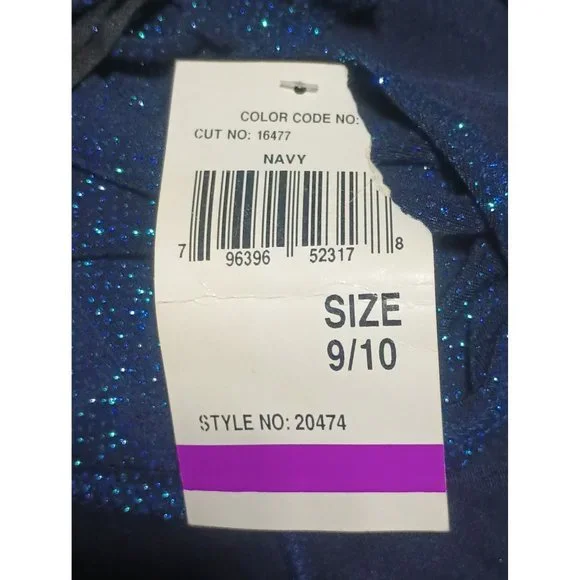 COLOR CODE NO:
CUT NO: 16477
NAVY
7 96396 52317 8
SIZE
9/10
STYLE NO: 20474